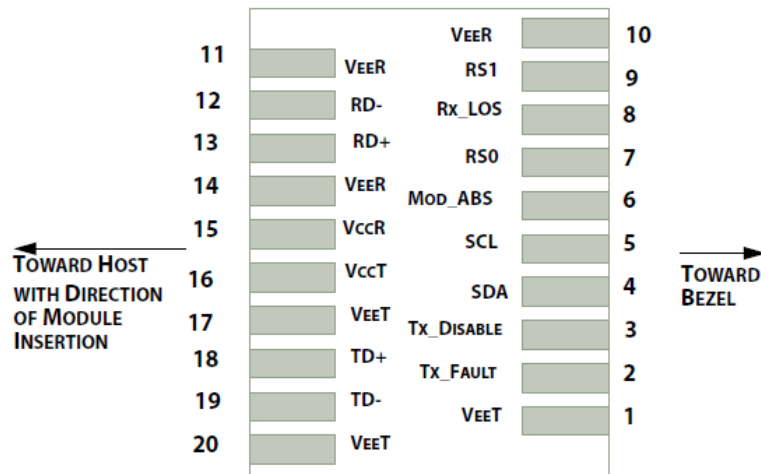 11 VEER
12 RD-
13 RD+
14 VEER
15 VCCR
16 VCCT
17 VEET
18 TD+
19 TD-
20 VEET
TOWARD HOST
WITH DIRECTION
OF MODULE
INSERTION
VEER 10
RS1 9
RX_LOS 8
RS0 7
MOD_ABS 6
SCL 5
SDA 4
TX_DISABLE 3
TX_FAULT 2
VEET 1
TOWARD
BEZEL